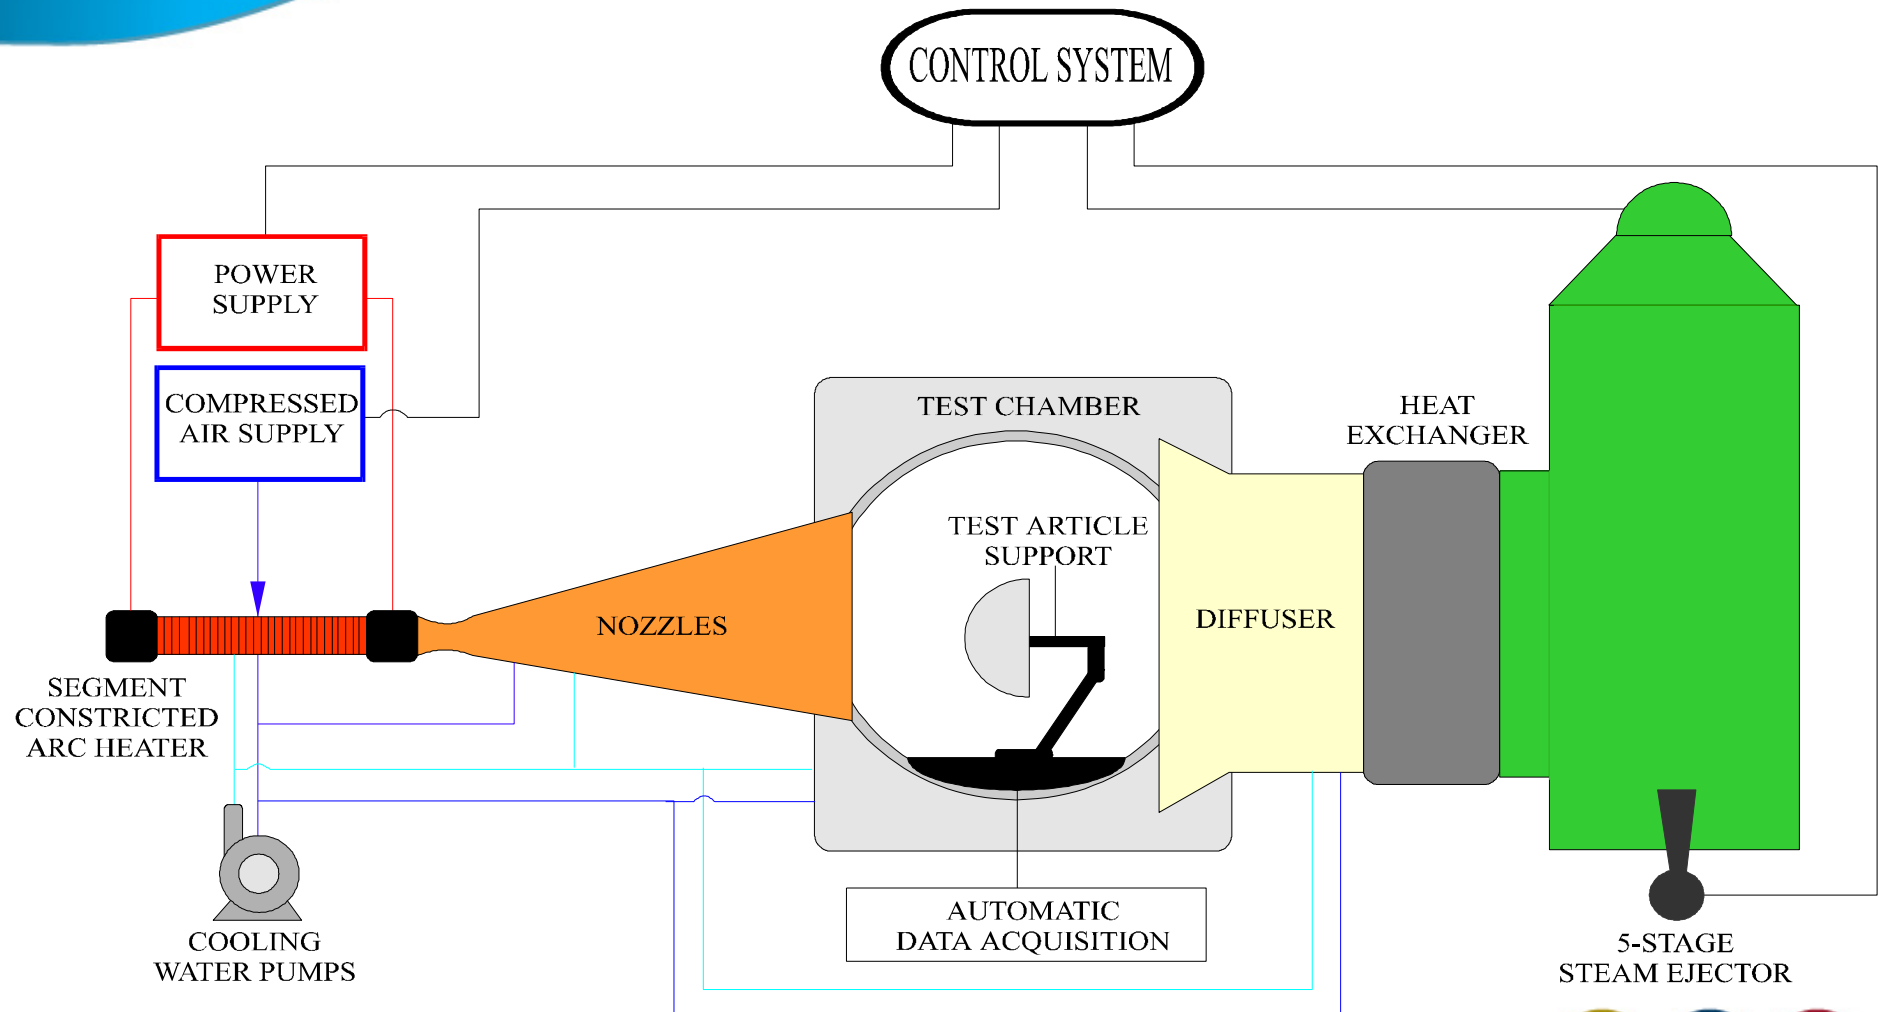 CONTROL SYSTEM
POWER
SUPPLY
COMPRESSED
AIR SUPPLY
TEST CHAMBER
HEAT
EXCHANGER
TEST ARTICLE
SUPPORT
NOZZLES
DIFFUSER
SEGMENT
CONSTRICTED
ARC HEATER
AUTOMATIC
DATA ACQUISITION
COOLING
WATER PUMPS
5-STAGE
STEAM EJECTOR